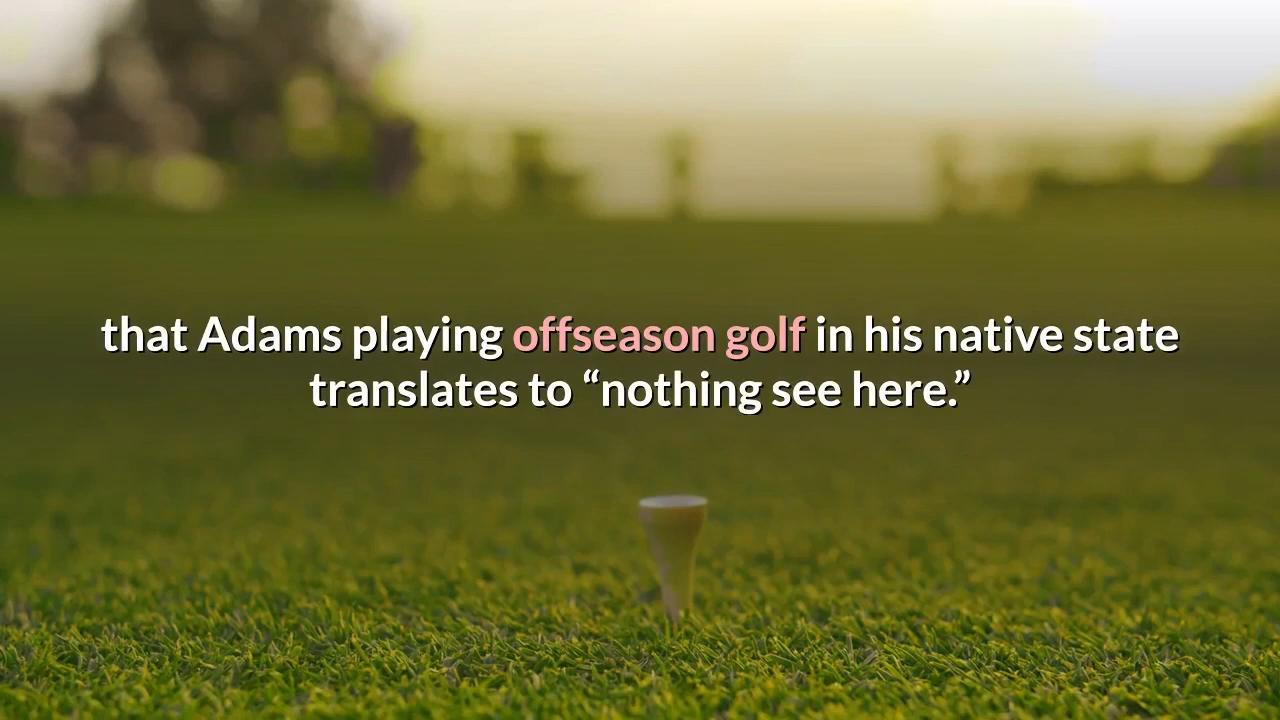 that Adams playing offseason golf in his native state
translates to “nothing see here.”